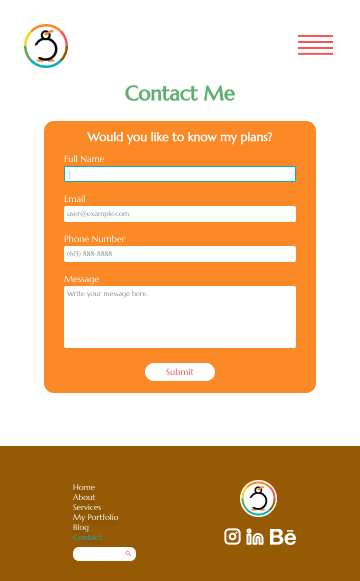 Contact Me
Would you like to know my plans?
Full Name
Email
user@example.com
Phone Number
(613) 888-8888
Message
Write your message here
Submit
Home
About
Services
My Portfolio
Blog
Contact
in
Bē